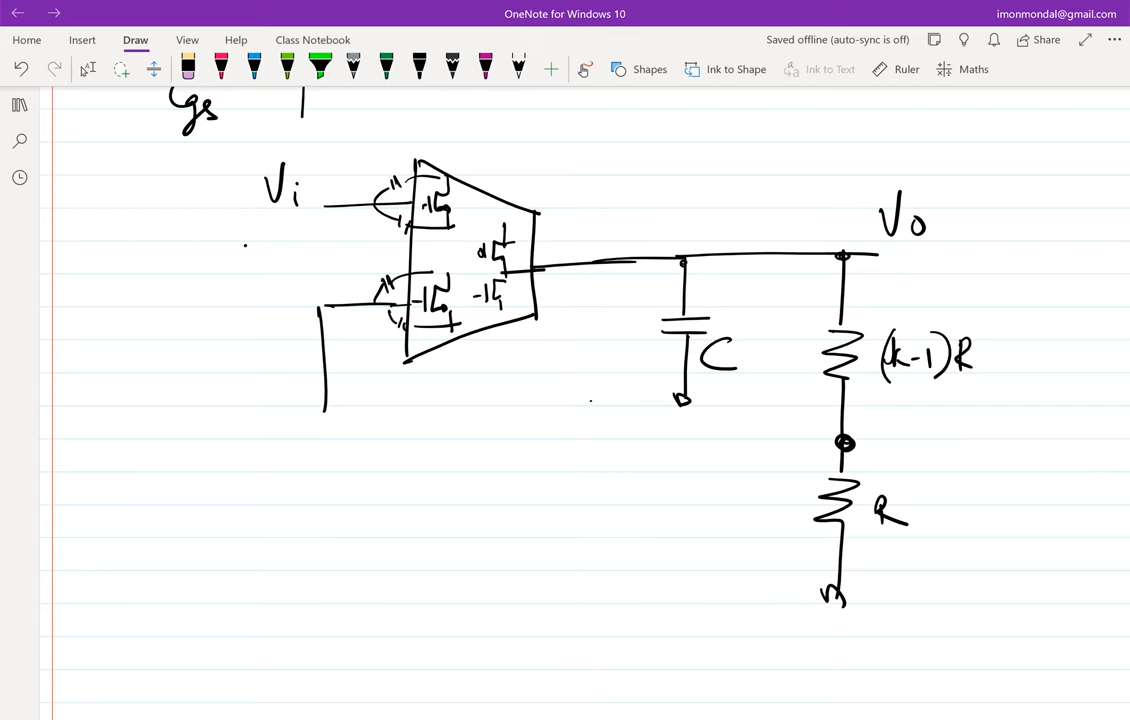 OneNote for Windows 10
imonmondal@gmail.com
Home Insert Draw View Help Class Notebook
Saved offline (auto-sync is off) Share
Shapes Ink to Shape Ink to Text Ruler Maths
Cgs
Vi
Vo
C
(k-1)R
R